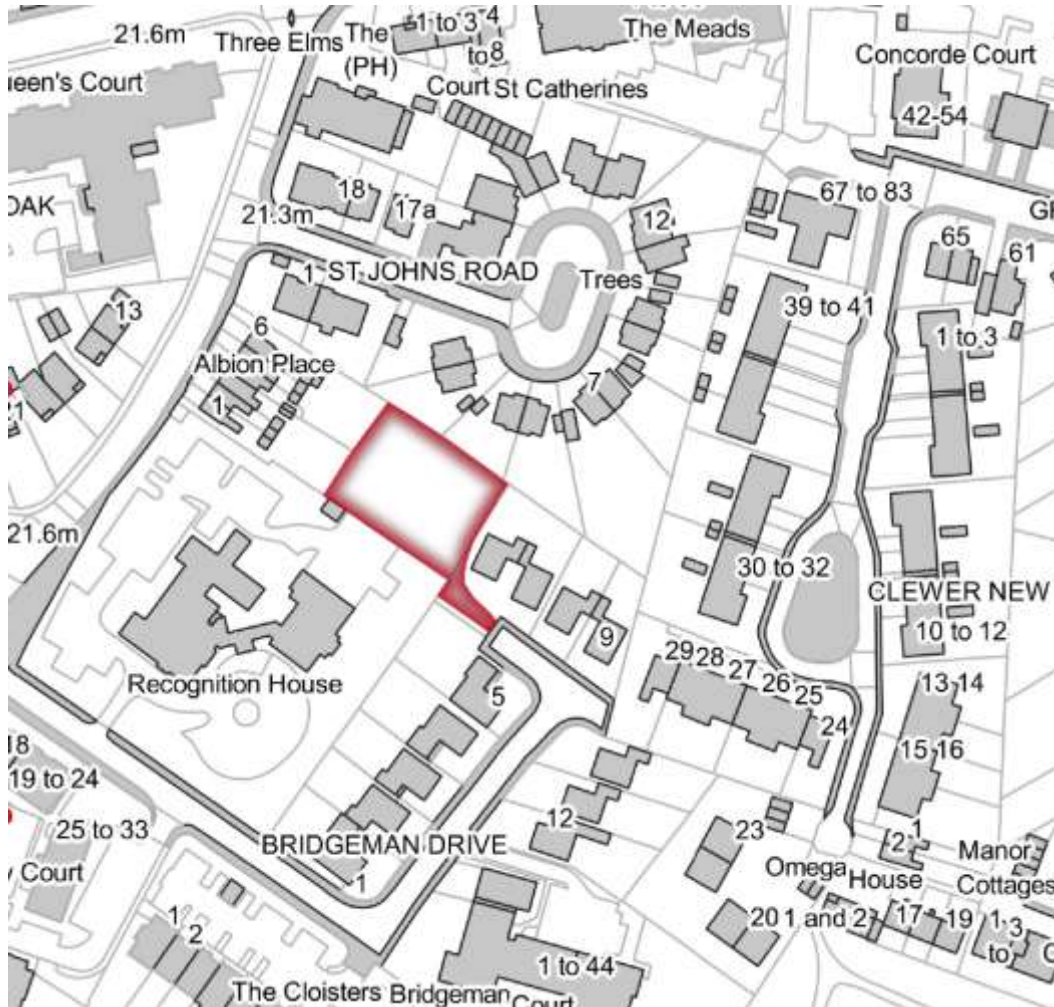 21.6m
Three Elms
The
(PH)
1 to 3
4
to 8
The Meads
Concorde Court
42-54
ueen's Court
Court St Catherines
OAK
18
17a
21.3m
12
67 to 83
65
61
1
ST JOHNS ROAD
Trees
39 to 41
1 to 3
13
6
Albion Place
1
7
21.6m
30 to 32
CLEWER NEW
9
10 to 12
Recognition House
5
29
28
27
26
25
24
13
14
15
16
18
19 to 24
25 to 33
Court
BRIDGEMAN DRIVE
1
12
23
1
2
Manor
Cottages
Omega House
20
1 and 2
17
19
1
3
to
1
2
1 to 44
The Cloisters
Bridgeman Court